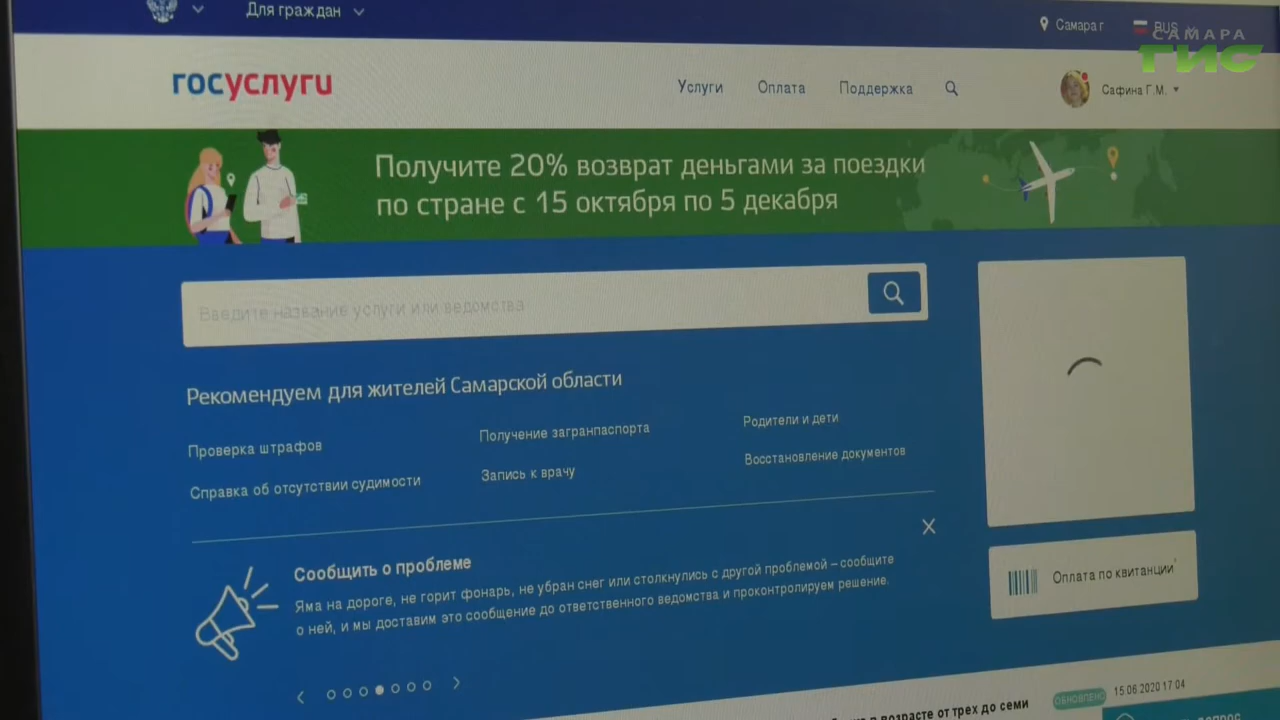 Для граждан
Самара г
RUS
САМАРА
ГИС
госуслуги
Услуги
Оплата
Поддержка
Сафина Г.М.
Получите 20% возврат деньгами за поездки
по стране с 15 октября по 5 декабря
Введите название услуги или ведомства
Рекомендуем для жителей Самарской области
Проверка штрафов
Получение загранпаспорта
Родители и дети
Справка об отсутствии судимости
Запись к врачу
Восстановление документов
Сообщить о проблеме
Яма на дороге, не горит фонарь, не убран снег или столкнулись с другой проблемой – сообщите
о ней, и мы доставим это сообщение до ответственного ведомства и проконтролируем решение.
Оплата по квитанции
в возрасте от трех до семи
ОБНОВЛЕНО
15.06.2020 17:04